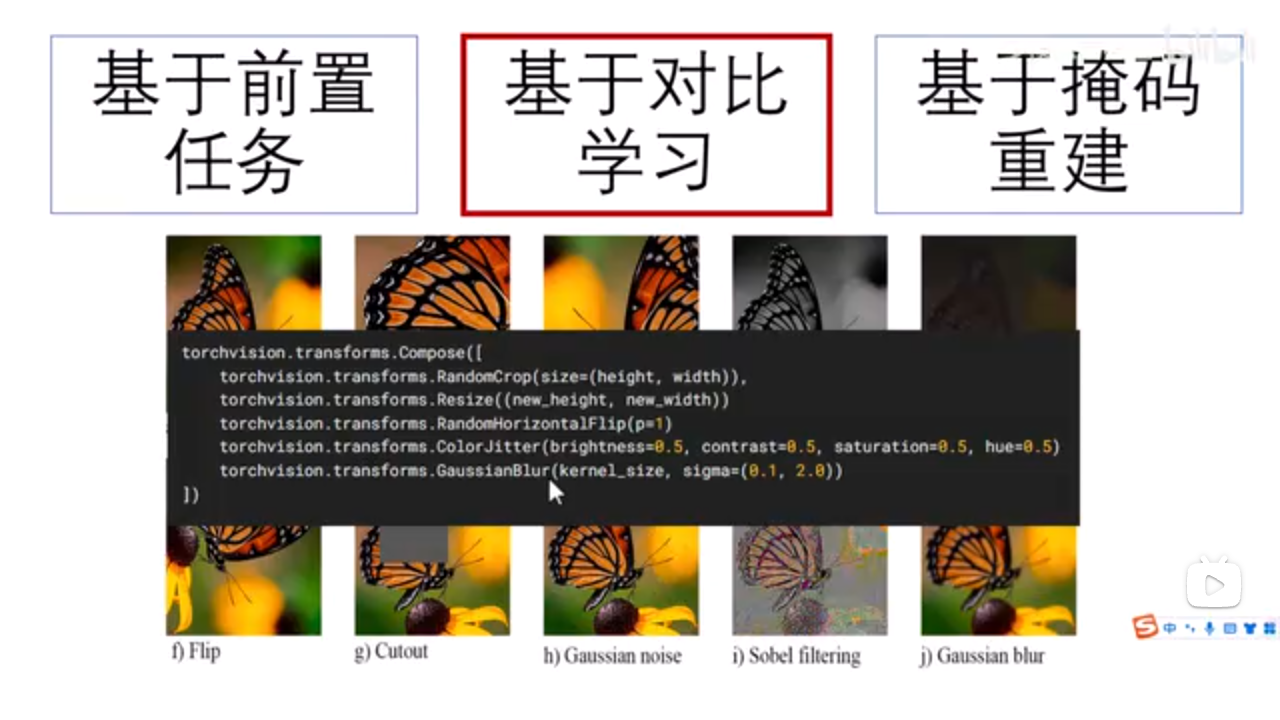 基于前置
任务
基于对比
学习
基于掩码
重建
bilibili
torchvision.transforms.Compose([
torchvision.transforms.RandomCrop(size=(height, width)),
torchvision.transforms.Resize((new_height, new_width))
torchvision.transforms.RandomHorizontalFlip(p=1)
torchvision.transforms.ColorJitter(brightness=0.5, contrast=0.5, saturation=0.5, hue=0.5)
torchvision.transforms.GaussianBlur(kernel_size, sigma=(0.1, 2.0))
])
f) Flip
g) Cutout
h) Gaussian noise
i) Sobel filtering
j) Gaussian blur
中